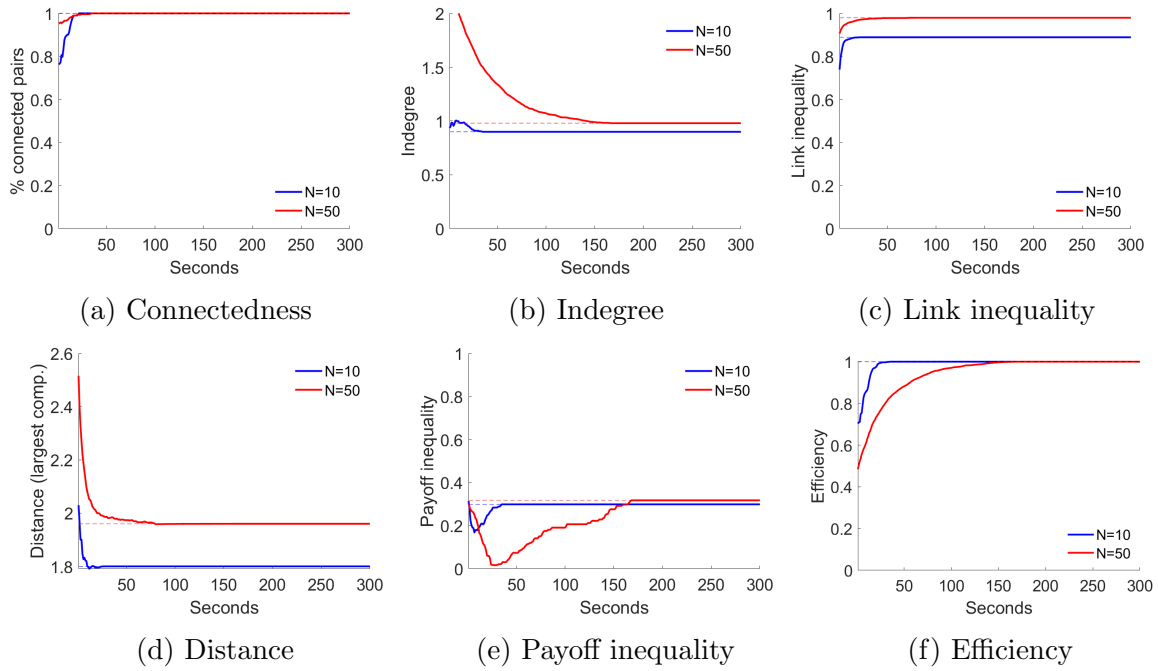 % connected pairs
1
0.8
0.6
0.4
0.2
0
50 100 150 200 250 300
Seconds
N=10
N=50
(a) Connectedness
Indegree
2
1.5
1
0.5
0
50 100 150 200 250 300
Seconds
N=10
N=50
(b) Indegree
Link inequality
1
0.8
0.6
0.4
0.2
0
50 100 150 200 250 300
Seconds
N=10
N=50
(c) Link inequality
Distance (largest comp.)
2.6
2.4
2.2
2
1.8
50 100 150 200 250 300
Seconds
N=10
N=50
(d) Distance
Payoff inequality
1
0.8
0.6
0.4
0.2
0
50 100 150 200 250 300
Seconds
N=10
N=50
(e) Payoff inequality
Efficiency
1
0.8
0.6
0.4
0.2
0
50 100 150 200 250 300
Seconds
N=10
N=50
(f) Efficiency